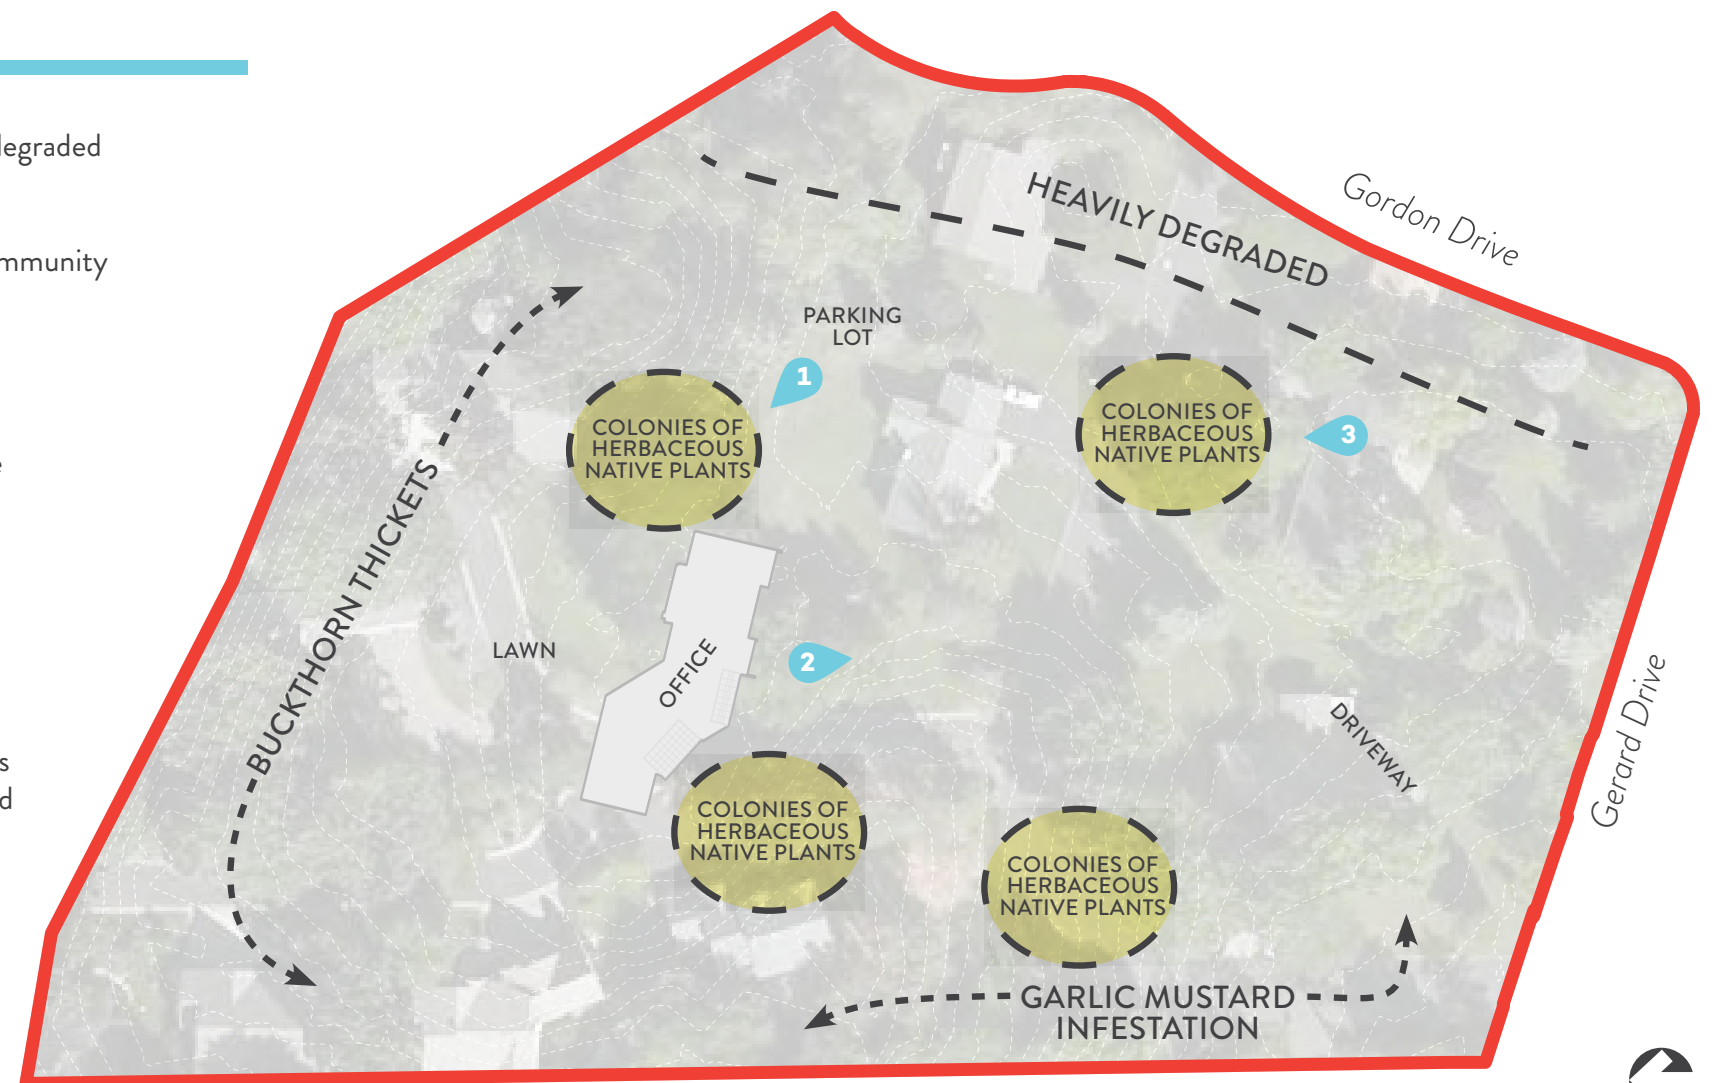 degraded
mmunity
e
s
d
Gordon Drive
HEAVILY DEGRADED
PARKING
LOT
1
COLONIES OF
HERBACEOUS
NATIVE PLANTS
COLONIES OF
HERBACEOUS
NATIVE PLANTS
3
BUCKTHORN THICKETS
LAWN
OFFICE
2
DRIVEWAY
Gerard Drive
COLONIES OF
HERBACEOUS
NATIVE PLANTS
COLONIES OF
HERBACEOUS
NATIVE PLANTS
GARLIC MUSTARD
INFESTATION